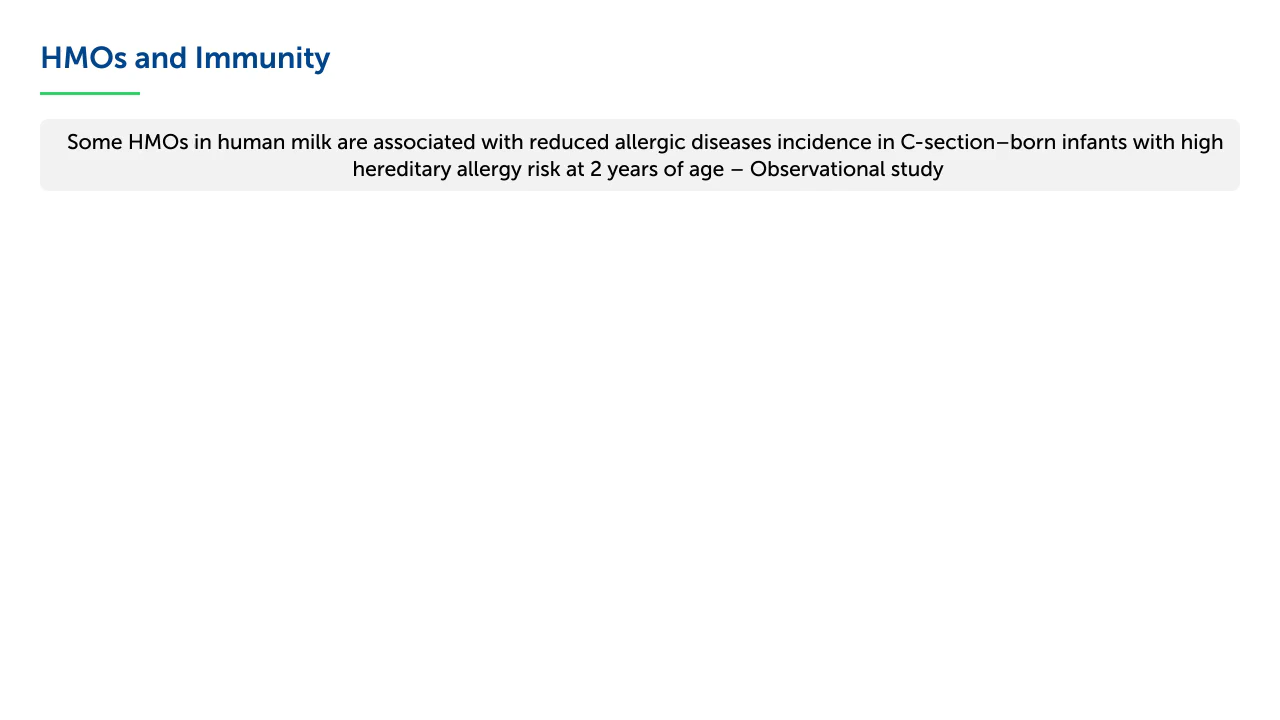 HMOs and Immunity
Some HMOs in human milk are associated with reduced allergic diseases incidence in C-section–born infants with high
hereditary allergy risk at 2 years of age – Observational study